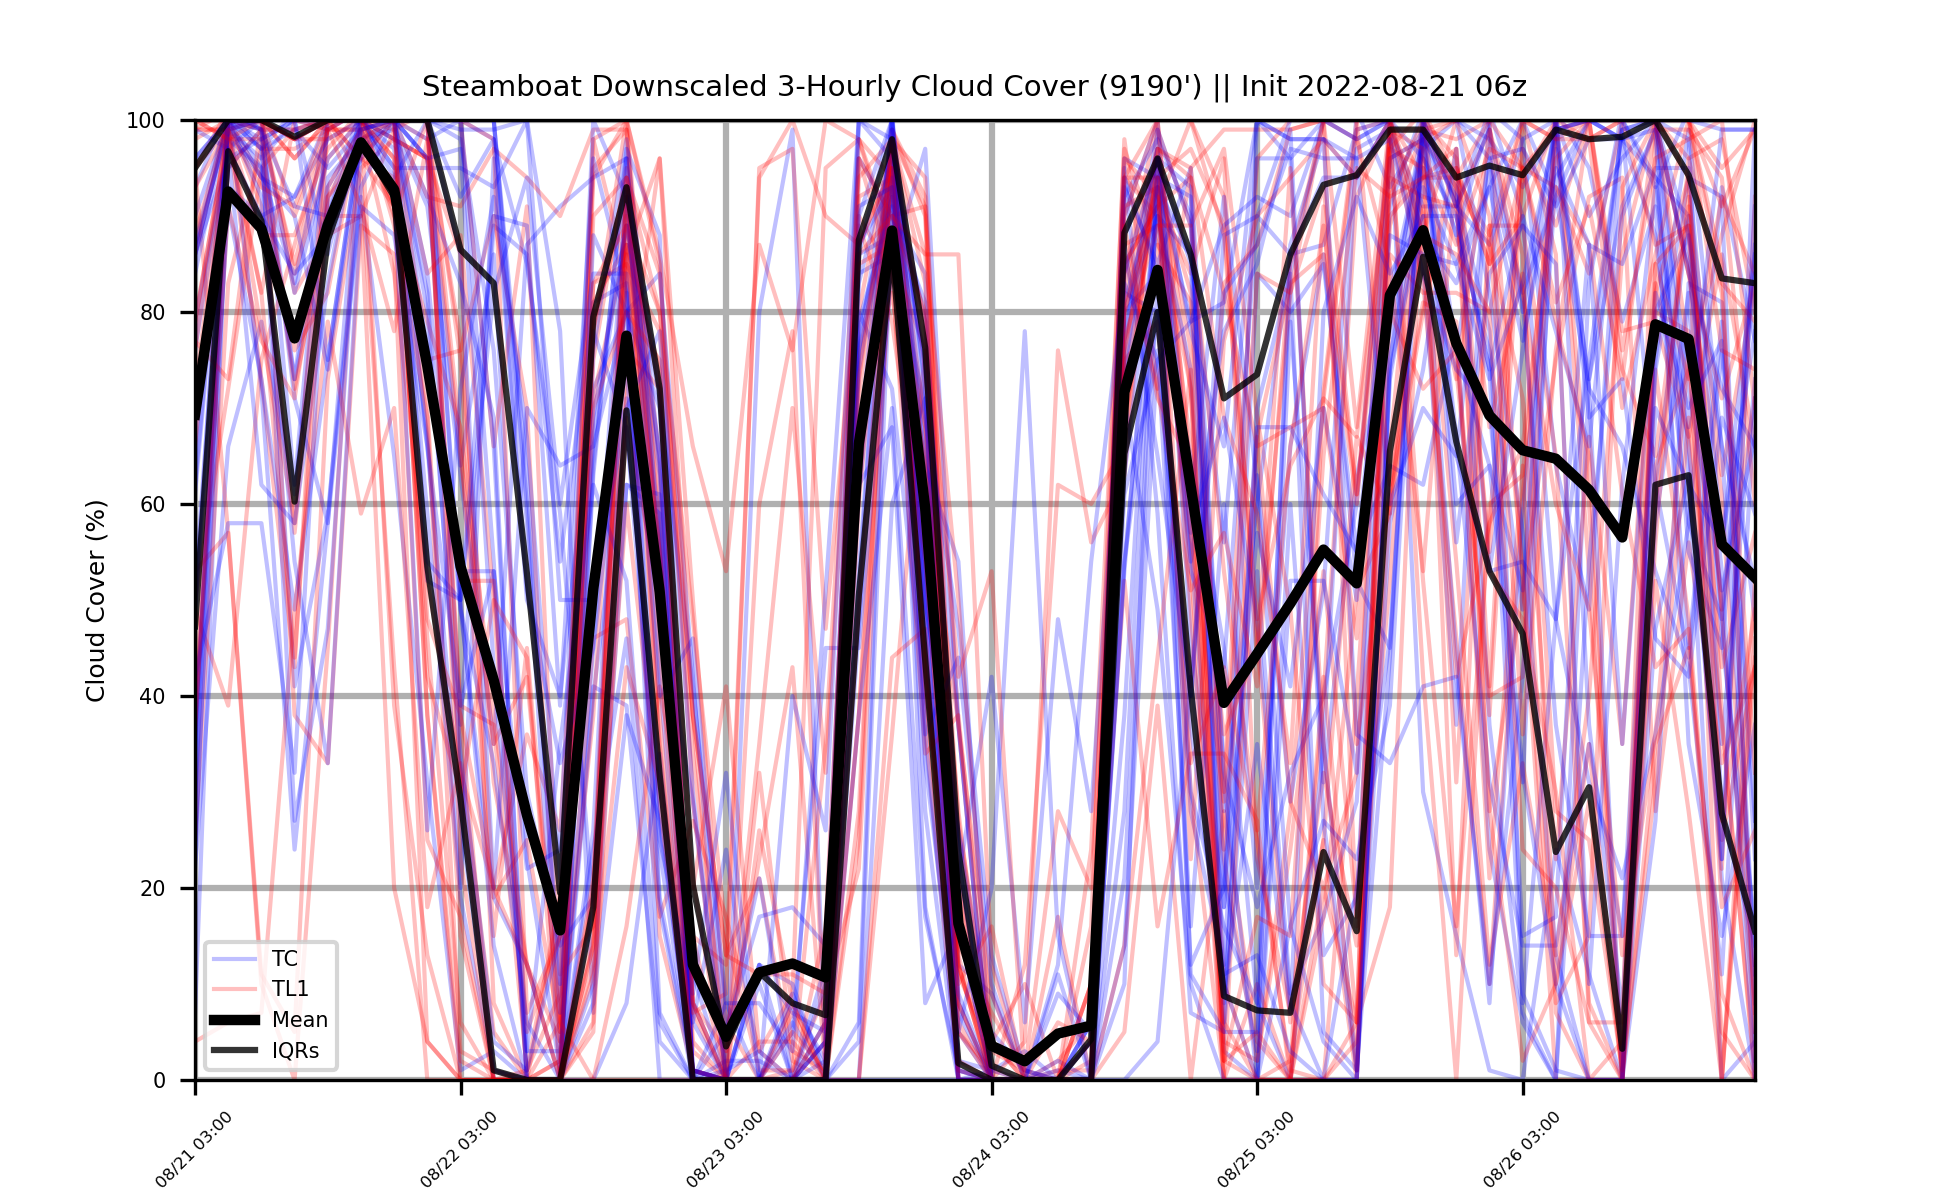 Steamboat Downscaled 3-Hourly Cloud Cover (9190') || Init 2022-08-21 06z
Cloud Cover (%)
100
80
60
40
20
0
TC
TL1
Mean
IQRs
08/21 03:00
08/22 03:00
08/23 03:00
08/24 03:00
08/25 03:00
08/26 03:00